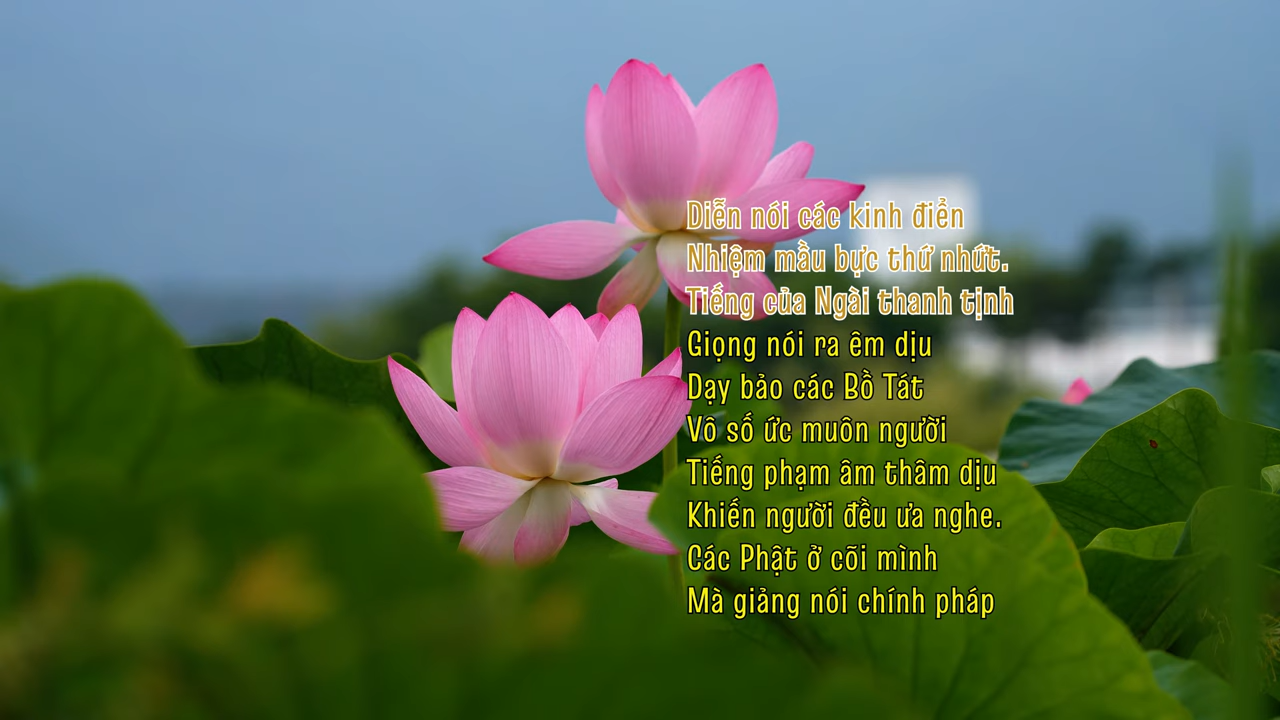 Diễn nói các kinh điển
Nhiệm mầu bực thứ nhứt.
Tiếng của Ngài thanh tịnh
Giọng nói ra êm dịu
Dạy bảo các Bồ Tát
Vô số ức muôn người
Tiếng phạm âm thâm dịu
Khiến người đều ưa nghe.
Các Phật ở cõi mình
Mà giảng nói chính pháp